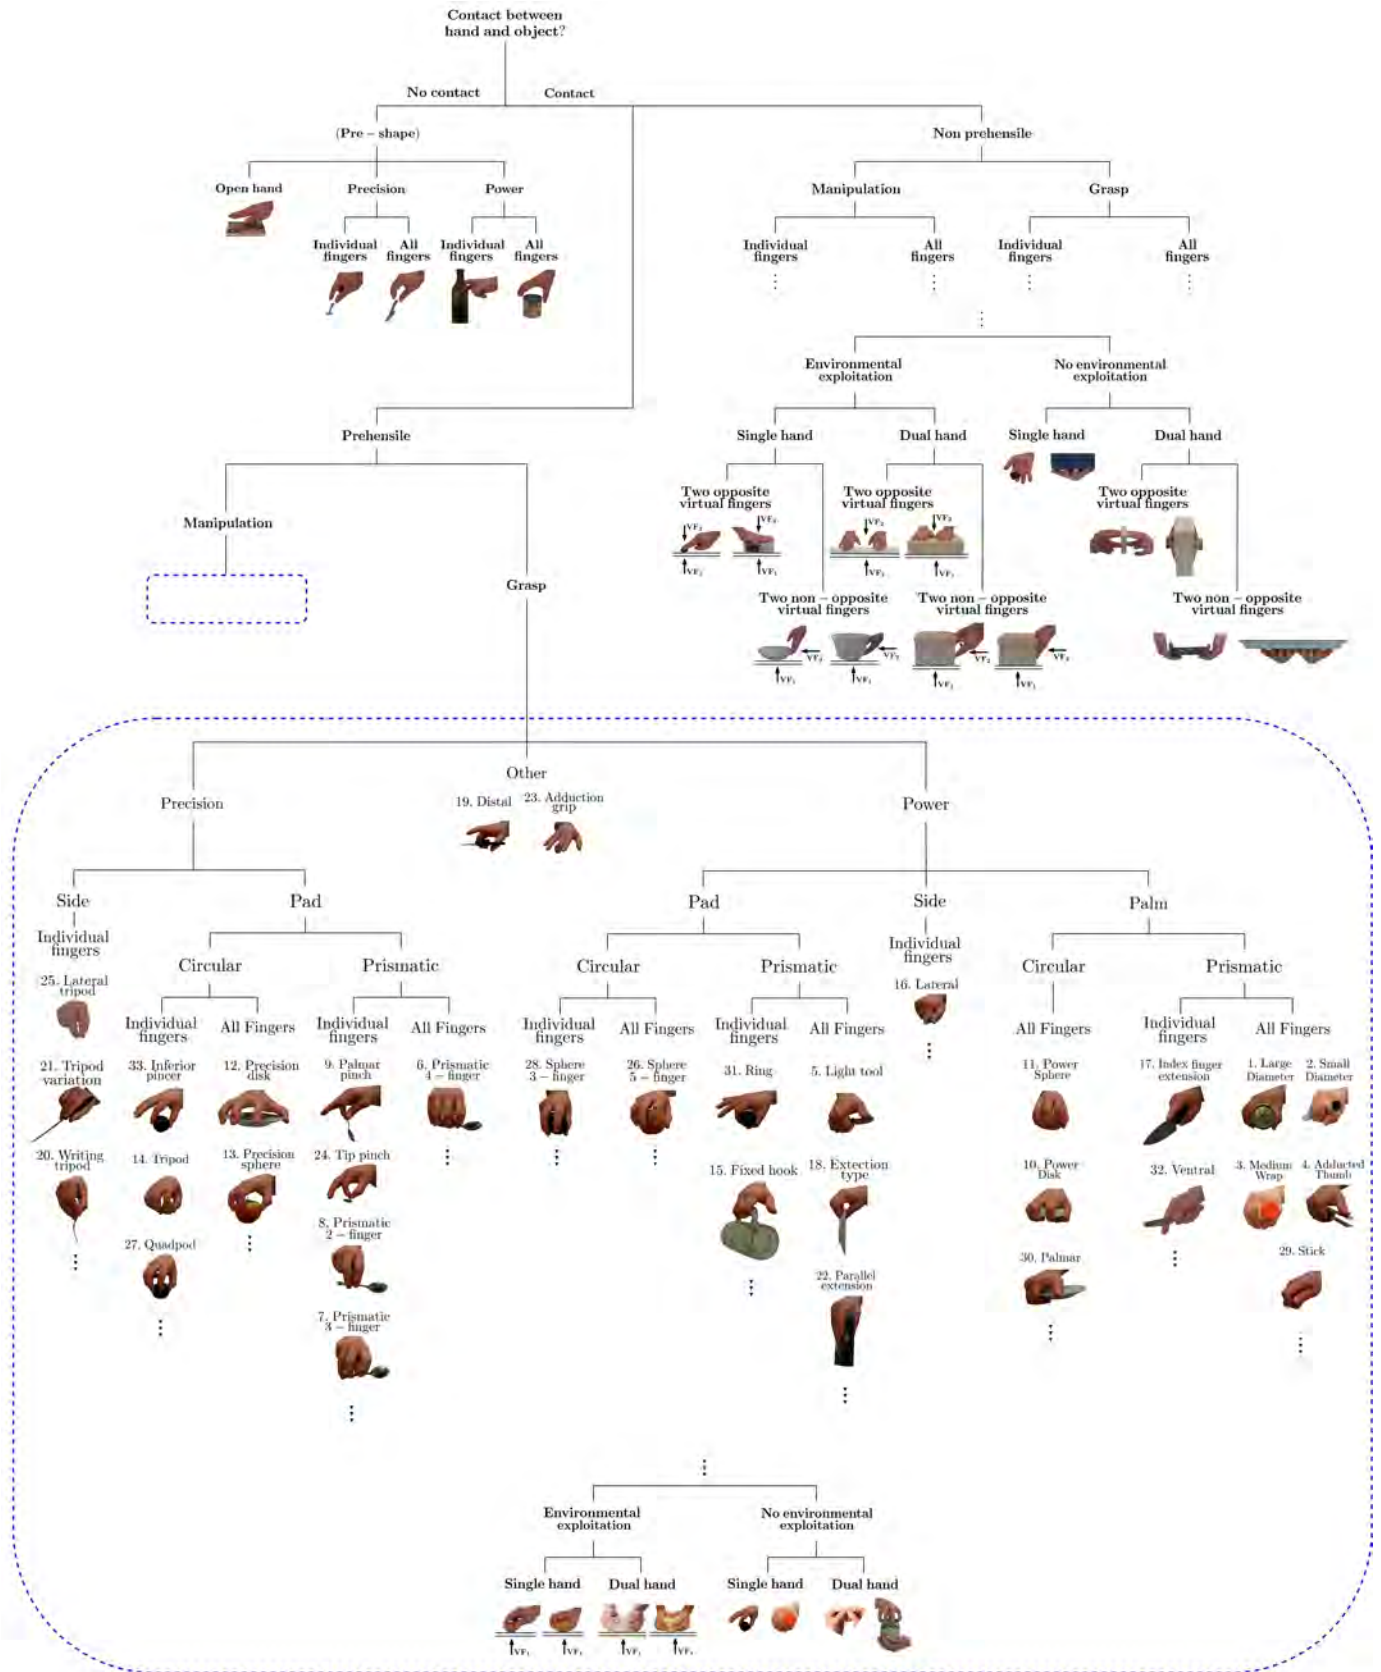 Contact between
hand and object?
No contact
Contact
(Pre – shape)
Non prehensile
Open hand
Precision
Power
Manipulation
Grasp
Individual
fingers
All
fingers
Individual
fingers
All
fingers
Individual
fingers
All
fingers
Individual
fingers
All
fingers
Environmental
exploitation
No environmental
exploitation
Prehensile
Single hand
Dual hand
Single hand
Dual hand
Manipulation
Two opposite
virtual fingers
Two opposite
virtual fingers
Two opposite
virtual fingers
Grasp
Two non – opposite
virtual fingers
Two non – opposite
virtual fingers
Two non – opposite
virtual fingers
Precision
Other
19. Distal
23. Adduction
grip
Power
Side
Pad
Pad
Side
Palm
Individual
fingers
Circular
Prismatic
Circular
Prismatic
Individual
fingers
Circular
Prismatic
25. Lateral
tripod
16. Lateral
Individual
fingers
All Fingers
Individual
fingers
All Fingers
Individual
fingers
All Fingers
Individual
fingers
All Fingers
All Fingers
Individual
fingers
All Fingers
21. Tripod
variation
33. Inferior
pincer
12. Precision
disk
9. Palmar
pinch
6. Prismatic
4 – finger
28. Sphere
3 – finger
26. Sphere
5 – finger
31. Ring
5. Light tool
11. Power
Sphere
17. Index finger
extension
1. Large
Diameter
2. Small
Diameter
20. Writing
tripod
14. Tripod
13. Precision
sphere
24. Tip pinch
15. Fixed hook
18. Extection
type
10. Power
Disk
32. Ventral
3. Medium
Wrap
4. Adducted
Thumb
27. Quadpod
8. Prismatic
2 – finger
22. Parallel
extension
30. Palmar
29. Stick
7. Prismatic
3 – finger
Environmental
exploitation
No environmental
exploitation
Single hand
Dual hand
Single hand
Dual hand